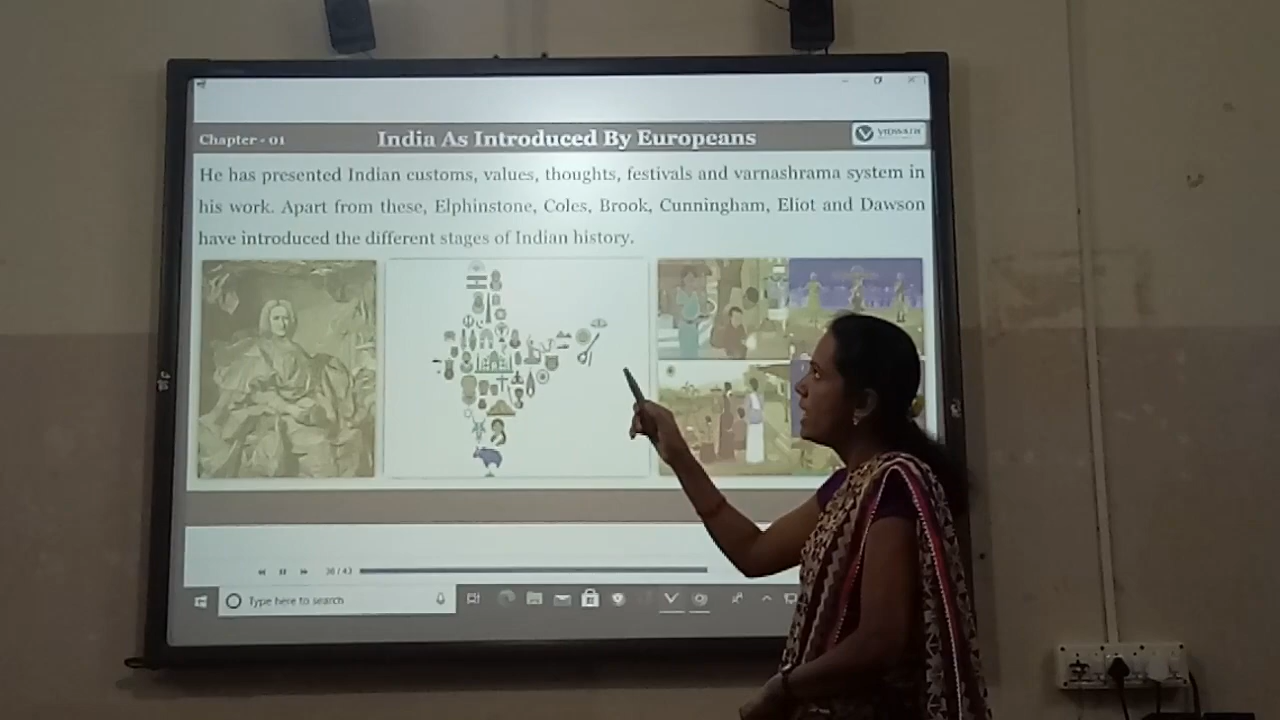 Chapter - 01
India As Introduced By Europeans
He has presented Indian customs, values, thoughts, festivals and varnashrama system in
his work. Apart from these, Elphinstone, Coles, Brook, Cunningham, Eliot and Dawson
have introduced the different stages of Indian history.
Type here to search